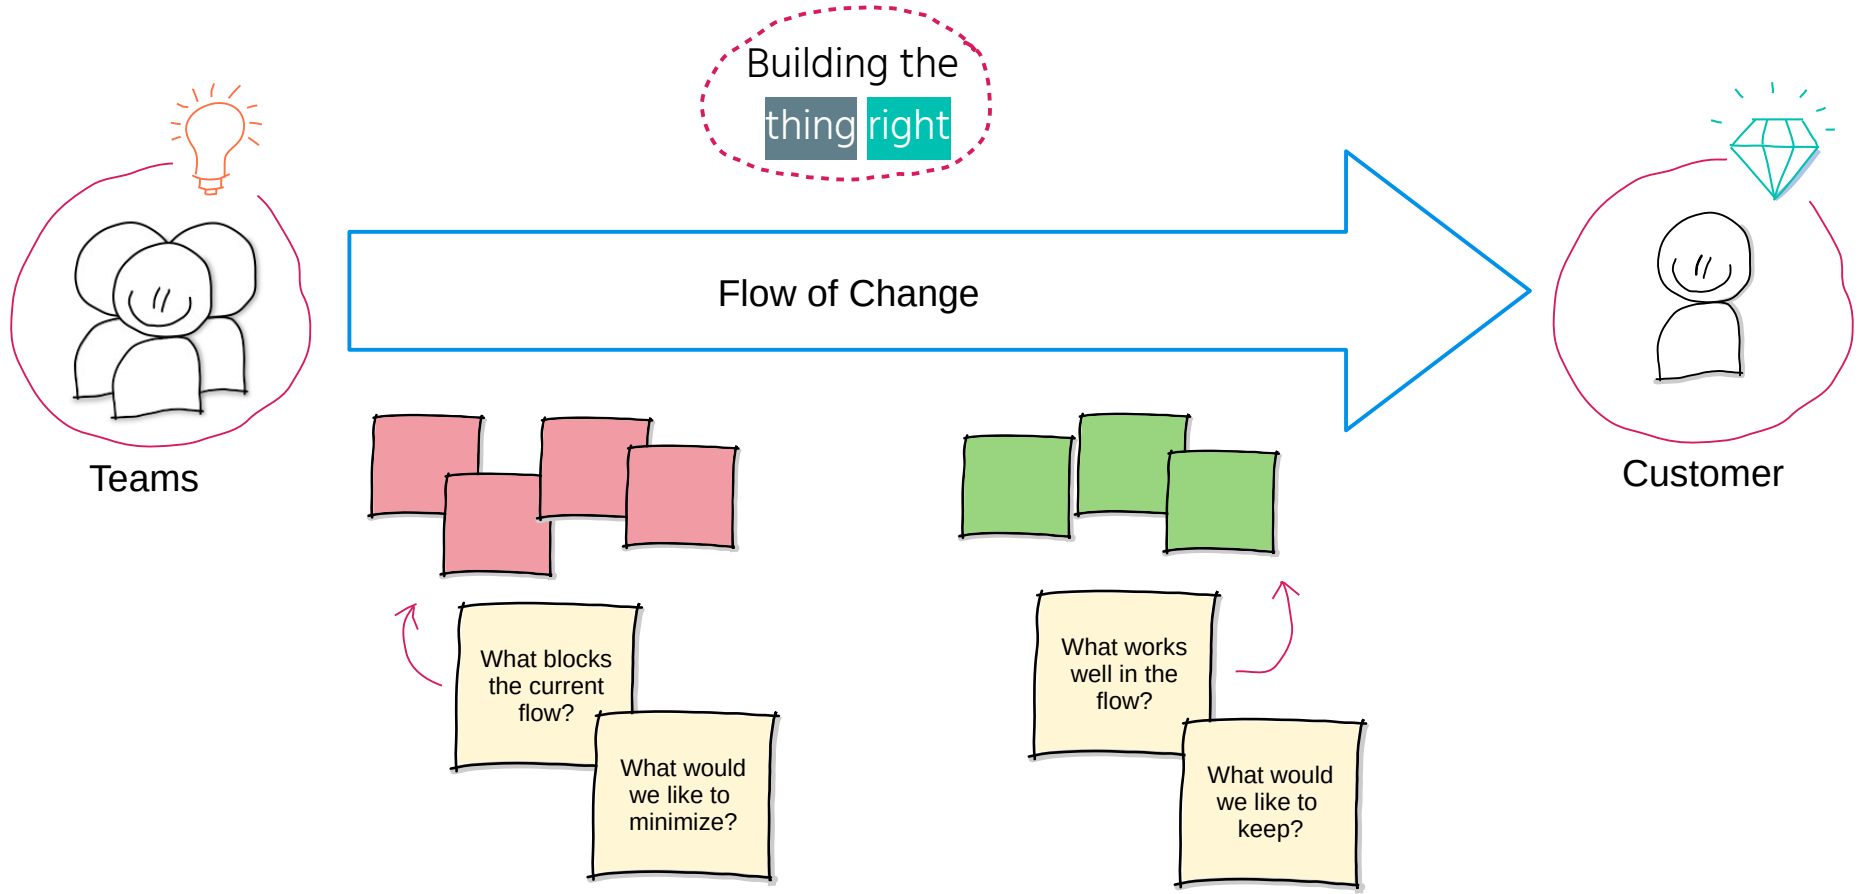 Building the
thing right
Flow of Change
Teams
Customer
What blocks
the current
flow?
What would
we like to
minimize?
What works
well in the
flow?
What would
we like to
keep?